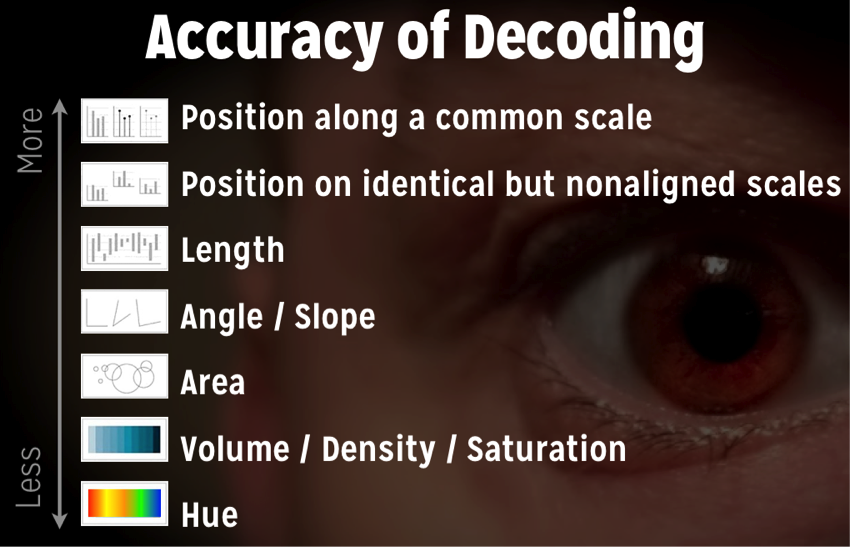 Accuracy of Decoding
More
Position along a common scale
Position on identical but nonaligned scales
Length
Angle / Slope
Area
Volume / Density / Saturation
Less
Hue